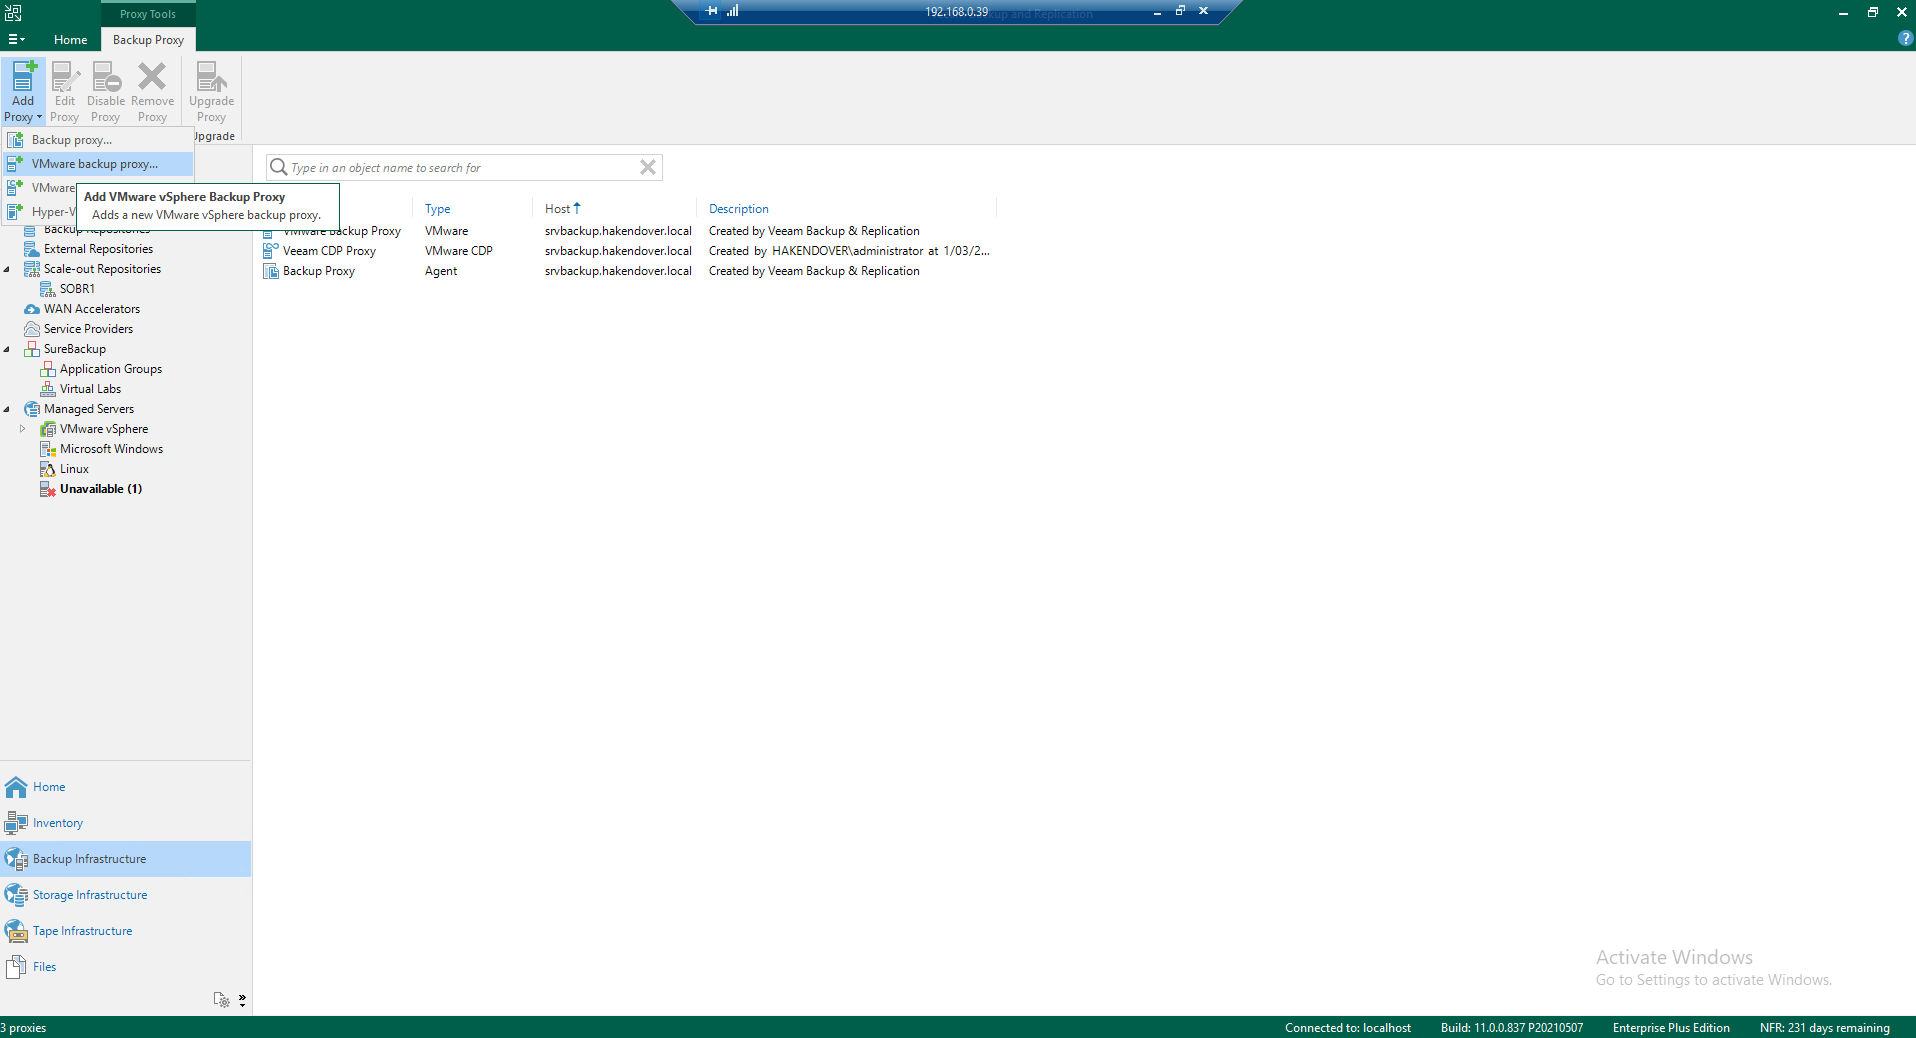 Proxy Tools
192.168.0.39
up and Replication
Home
Backup Proxy
Add Proxy
Edit Proxy
Disable Proxy
Remove Proxy
Upgrade Proxy
Upgrade
Backup proxy...
VMware backup proxy...
VMware
Hyper-V
Add VMware vSphere Backup Proxy
Adds a new VMware vSphere backup proxy.
Type in an object name to search for
Type Host Description
VMware Backup Proxy VMware srvbackup.hakendover.local Created by Veeam Backup & Replication
Veeam CDP Proxy VMware CDP srvbackup.hakendover.local Created by HAKENDOVER\administrator at 1/03/2...
Backup Proxy Agent srvbackup.hakendover.local Created by Veeam Backup & Replication
Backup Repositories
External Repositories
Scale-out Repositories
SOBR1
WAN Accelerators
Service Providers
SureBackup
Application Groups
Virtual Labs
Managed Servers
VMware vSphere
Microsoft Windows
Linux
Unavailable (1)
Home
Inventory
Backup Infrastructure
Storage Infrastructure
Tape Infrastructure
Files
Activate Windows
Go to Settings to activate Windows.
3 proxies
Connected to: localhost
Build: 11.0.0.837 P20210507
Enterprise Plus Edition
NFR: 231 days remaining